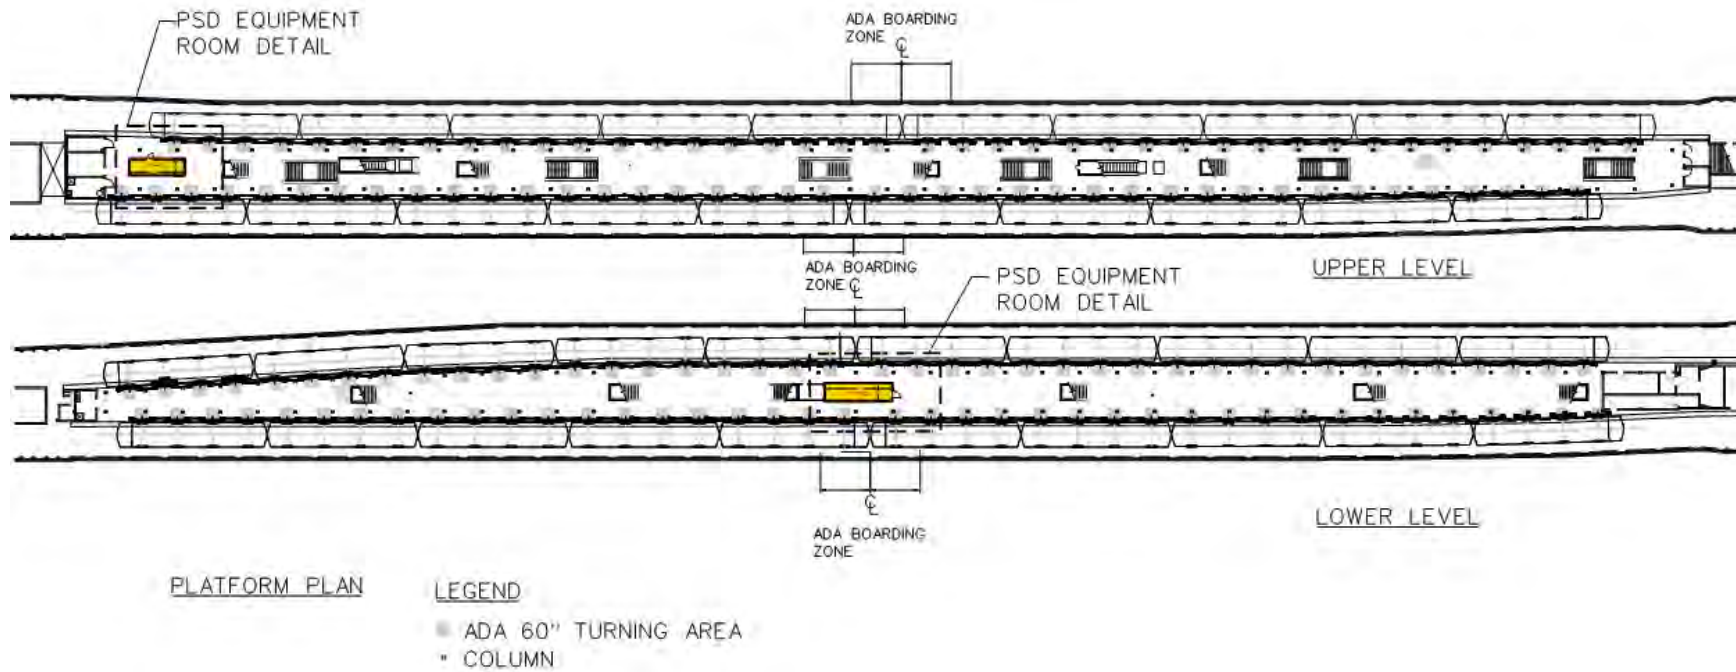 PSD EQUIPMENT
ROOM DETAIL
ADA BOARDING
ZONE
℄
ADA BOARDING
ZONE ℄
UPPER LEVEL
PSD EQUIPMENT
ROOM DETAIL
℄
ADA BOARDING
ZONE
LOWER LEVEL
PLATFORM PLAN
LEGEND
ADA 60" TURNING AREA
COLUMN